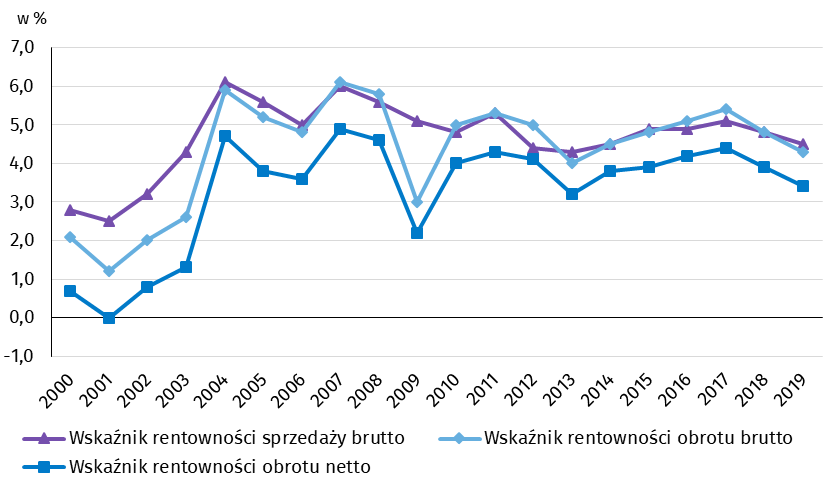 w %
7,0
6,0
5,0
4,0
3,0
2,0
1,0
0,0
-1,0
2000 2001 2002 2003 2004 2005 2006 2007 2008 2009 2010 2011 2012 2013 2014 2015 2016 2017 2018 2019
Wskaźnik rentowności sprzedaży brutto Wskaźnik rentowności obrotu brutto
Wskaźnik rentowności obrotu netto